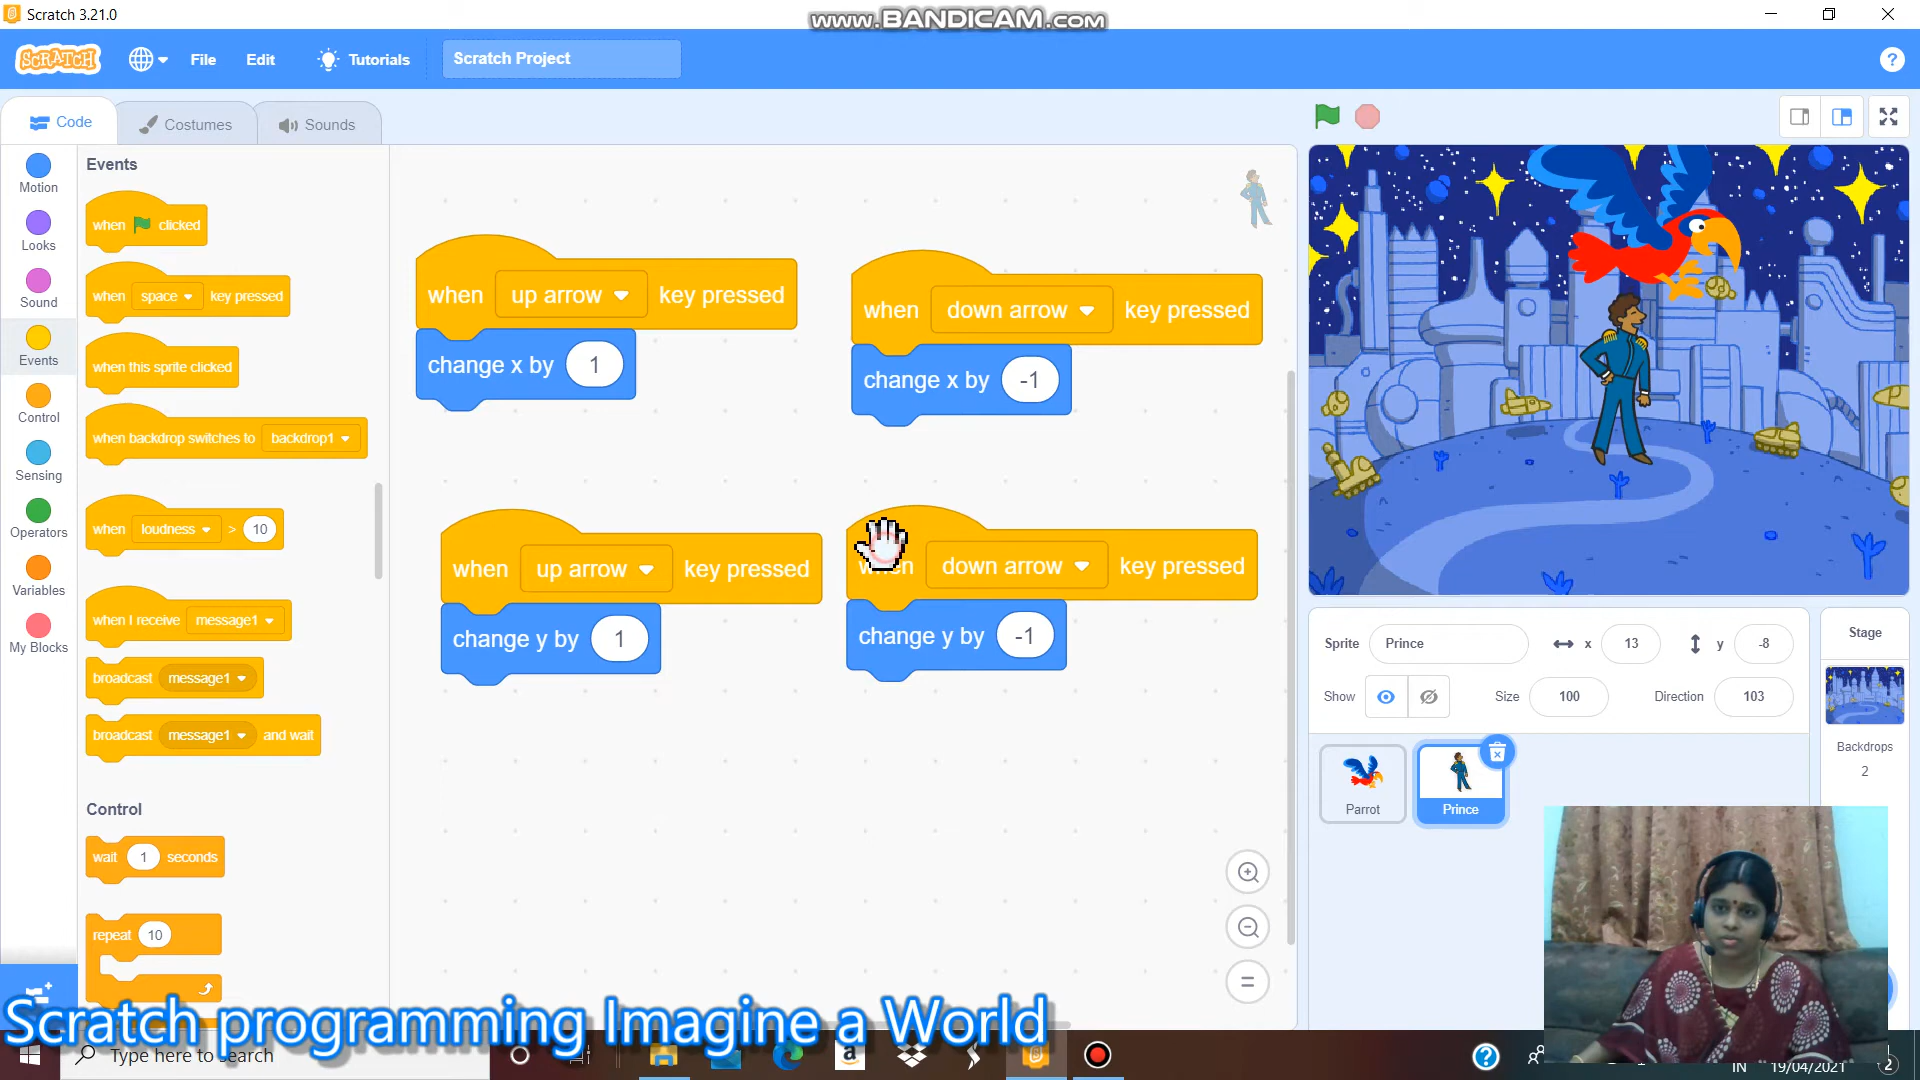 Scratch 3.21.0
www.BANDICAM.com
SCRATCH
File
Edit
Tutorials
Scratch Project
?
Code
Costumes
Sounds
Motion
Looks
Sound
Events
Control
Sensing
Operators
Variables
My Blocks
Events
when clicked
when space key pressed
when this sprite clicked
when backdrop switches to backdrop1
when loudness > 10
when I receive message1
broadcast message1
broadcast message1 and wait
Control
wait 1 seconds
repeat 10
when up arrow key pressed
change x by 1
when down arrow key pressed
change x by -1
when up arrow key pressed
change y by 1
when down arrow key pressed
change y by -1
Sprite Prince x 13 y -8
Show Size 100 Direction 103
Parrot
Prince
Stage
Backdrops
2
Scratch programming Imagine a World
Type here to search
a
?
IN
19/04/2021
2